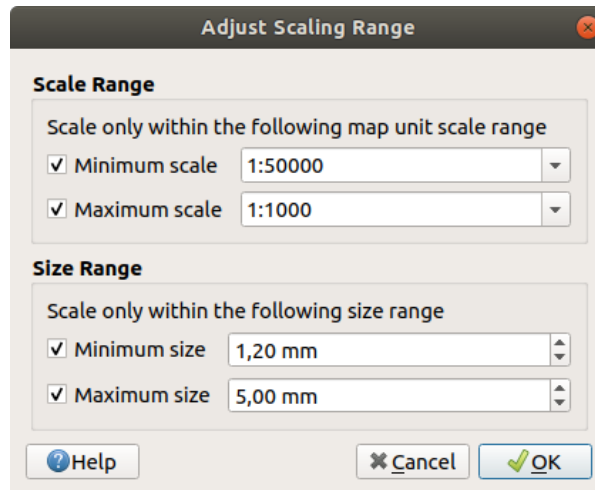 Adjust Scaling Range
Scale Range
Scale only within the following map unit scale range
Minimum scale 1:50000
Maximum scale 1:1000
Size Range
Scale only within the following size range
Minimum size 1,20 mm
Maximum size 5,00 mm
Help Cancel OK